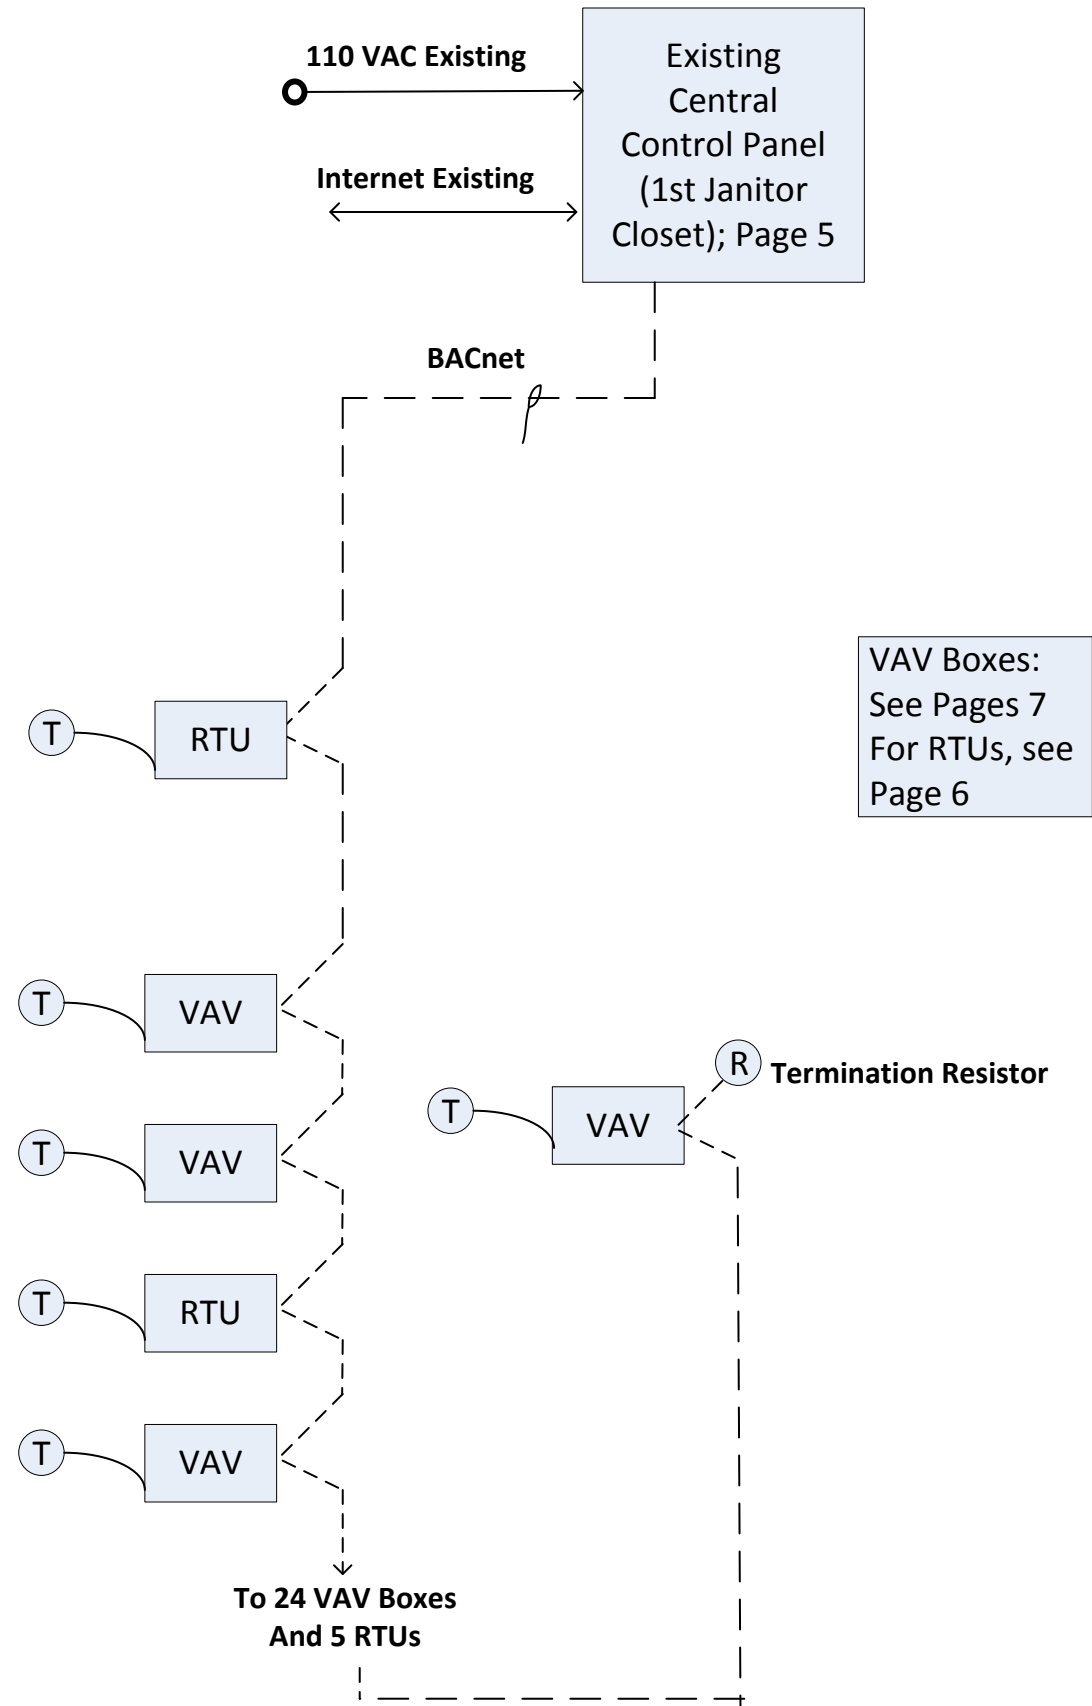 110 VAC Existing
Internet Existing
Existing
Central
Control Panel
(1st Janitor
Closet); Page 5
BACnet
VAV Boxes:
See Pages 7
For RTUs, see
Page 6
T
RTU
T
VAV
R
Termination Resistor
T
VAV
T
VAV
T
RTU
T
VAV
To 24 VAV Boxes
And 5 RTUs